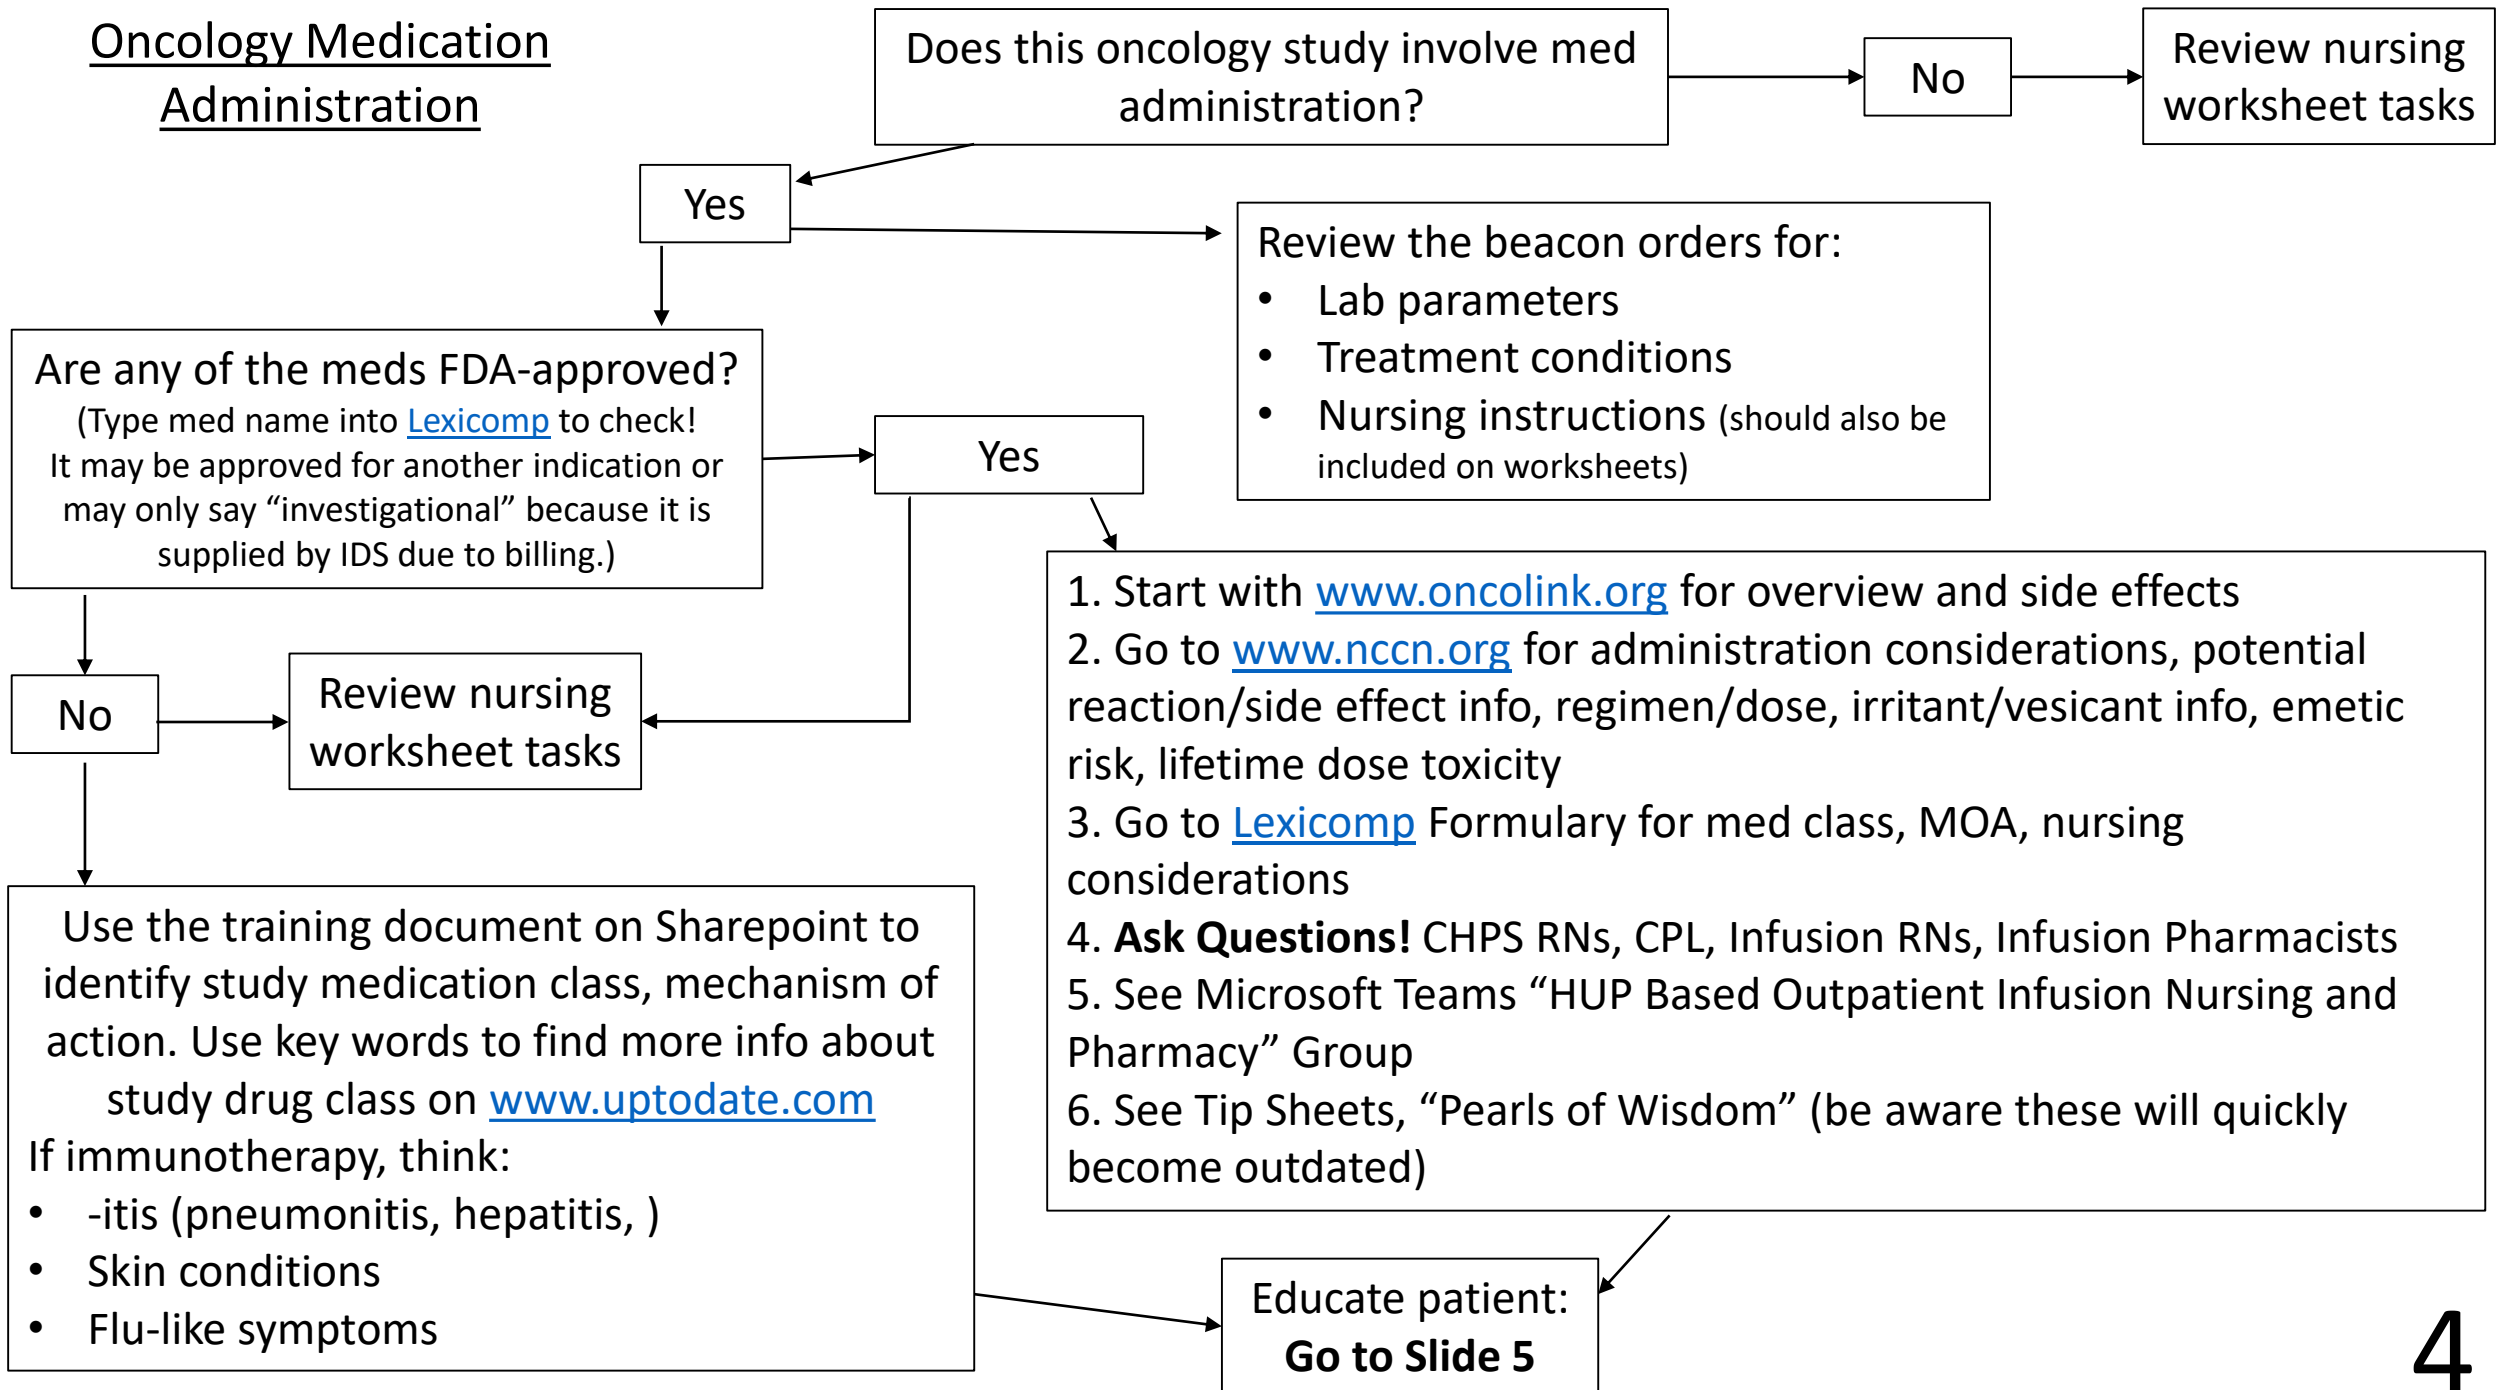 Oncology Medication
Administration
Does this oncology study involve med
administration?
No
Review nursing
worksheet tasks
Yes
Review the beacon orders for:
• Lab parameters
• Treatment conditions
• Nursing instructions (should also be
included on worksheets)
Are any of the meds FDA-approved?
(Type med name into Lexicomp to check!
It may be approved for another indication or
may only say “investigational” because it is
supplied by IDS due to billing.)
Yes
No
Review nursing
worksheet tasks
1. Start with www.oncolink.org for overview and side effects
2. Go to www.nccn.org for administration considerations, potential
reaction/side effect info, regimen/dose, irritant/vesicant info, emetic
risk, lifetime dose toxicity
3. Go to Lexicomp Formulary for med class, MOA, nursing
considerations
4. Ask Questions! CHPS RNs, CPL, Infusion RNs, Infusion Pharmacists
5. See Microsoft Teams “HUP Based Outpatient Infusion Nursing and
Pharmacy” Group
6. See Tip Sheets, “Pearls of Wisdom” (be aware these will quickly
become outdated)
Use the training document on Sharepoint to
identify study medication class, mechanism of
action. Use key words to find more info about
study drug class on www.uptodate.com
If immunotherapy, think:
• -itis (pneumonitis, hepatitis, )
• Skin conditions
• Flu-like symptoms
Educate patient:
Go to Slide 5
4